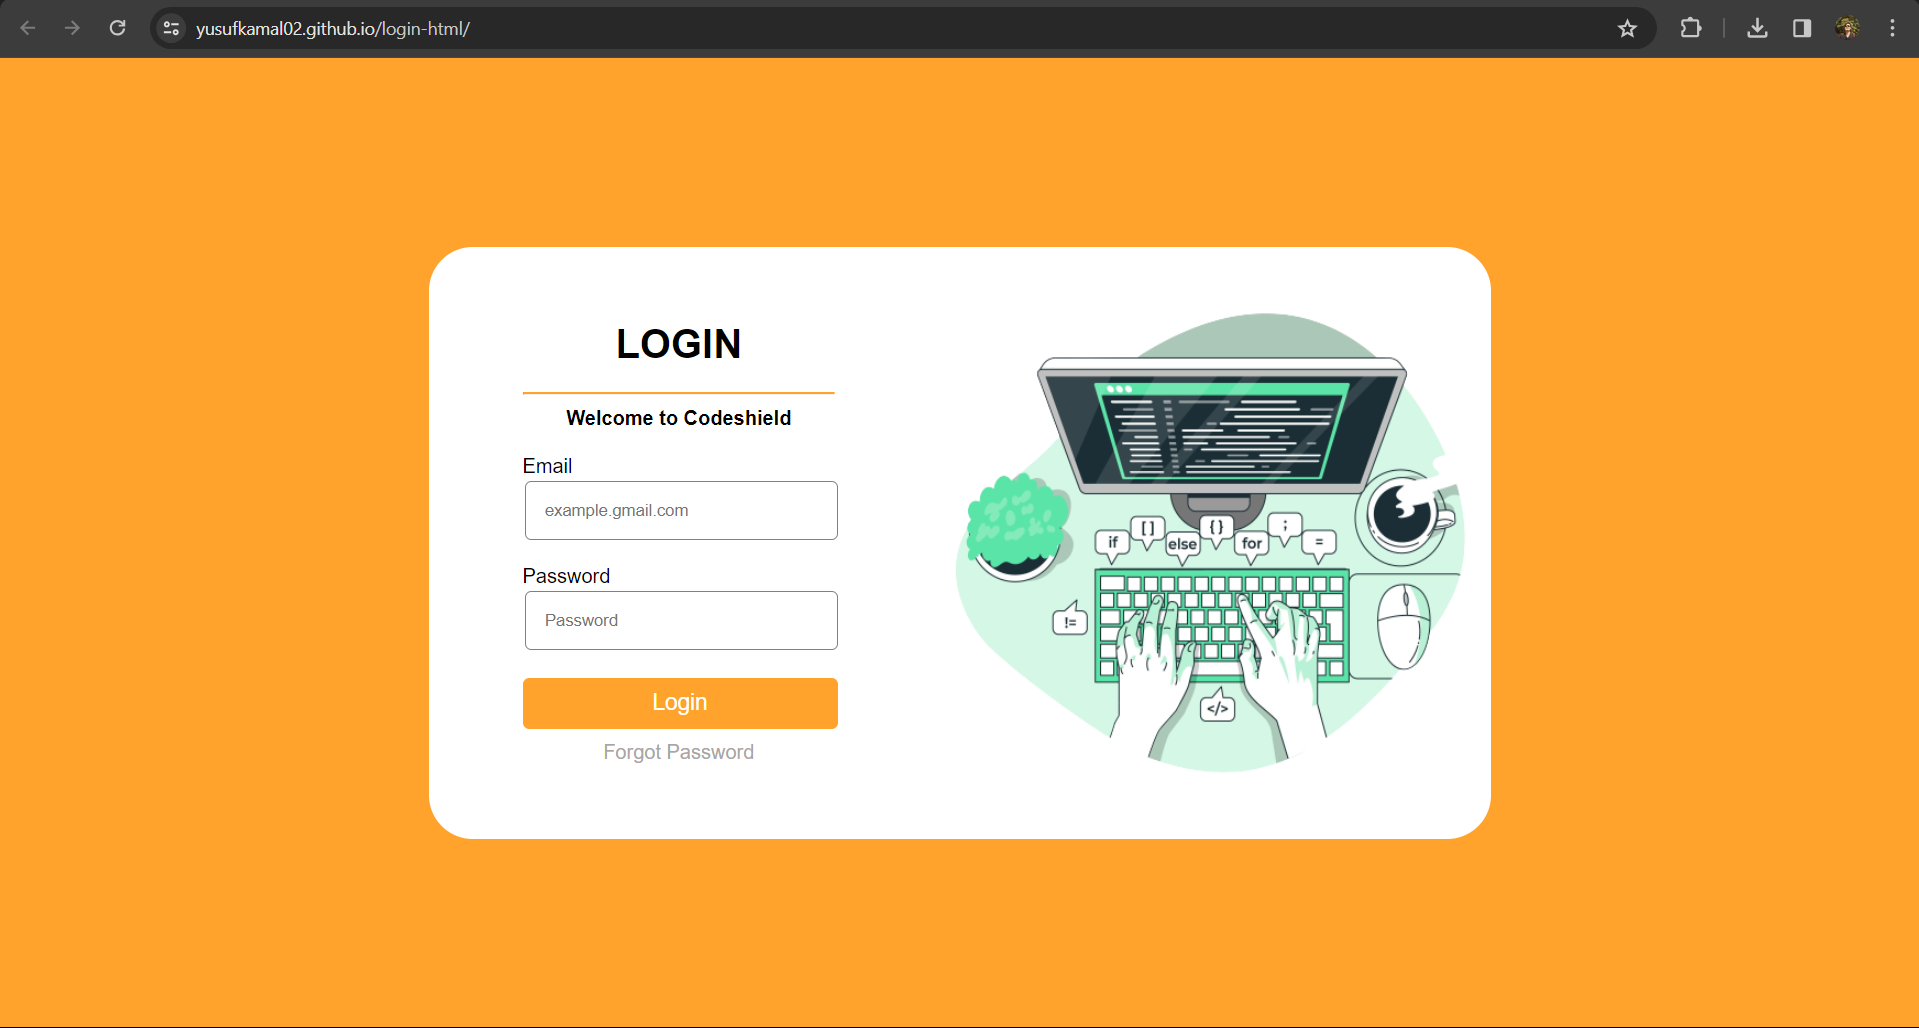 yusufkamal02.github.io/login-html/
LOGIN
Welcome to Codeshield
Email
example.gmail.com
Password
Password
Login
Forgot Password
if
[ ]
else
{ }
for
;
=
!=
</>